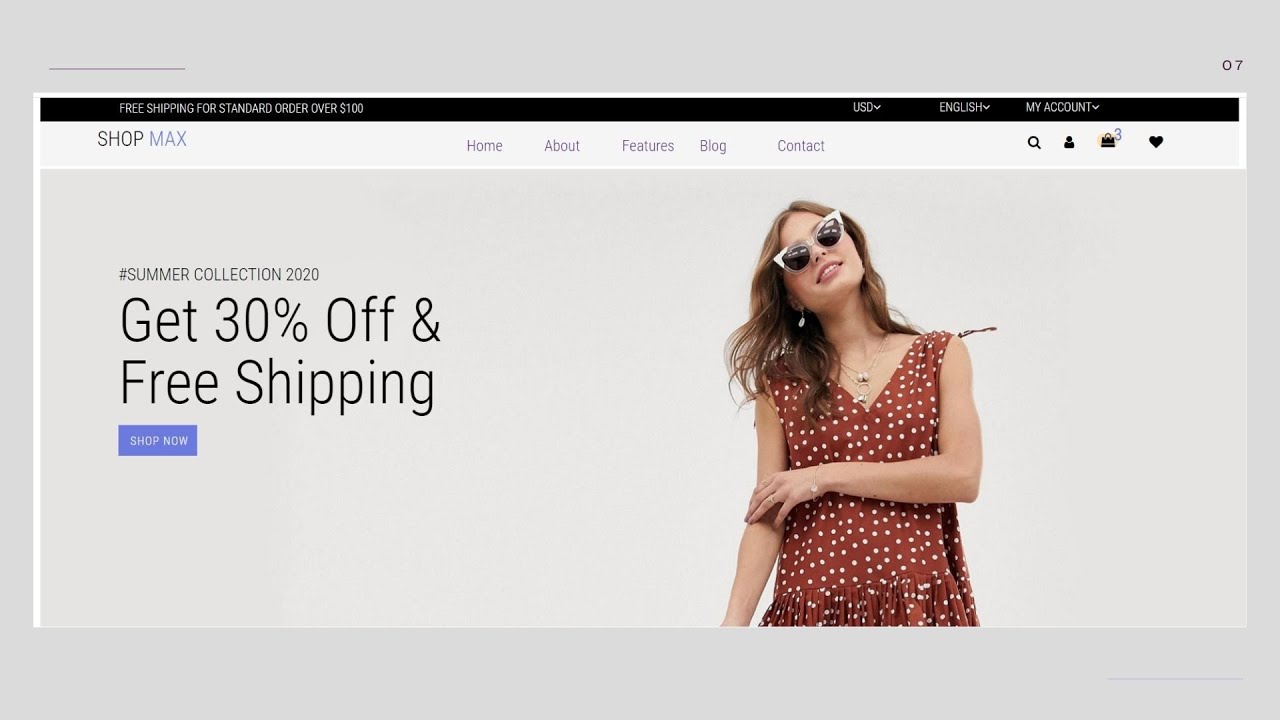 07
FREE SHIPPING FOR STANDARD ORDER OVER $100
USD
ENGLISH
MY ACCOUNT
SHOP MAX
Home
About
Features
Blog
Contact
3
#SUMMER COLLECTION 2020
Get 30% Off &
Free Shipping
SHOP NOW